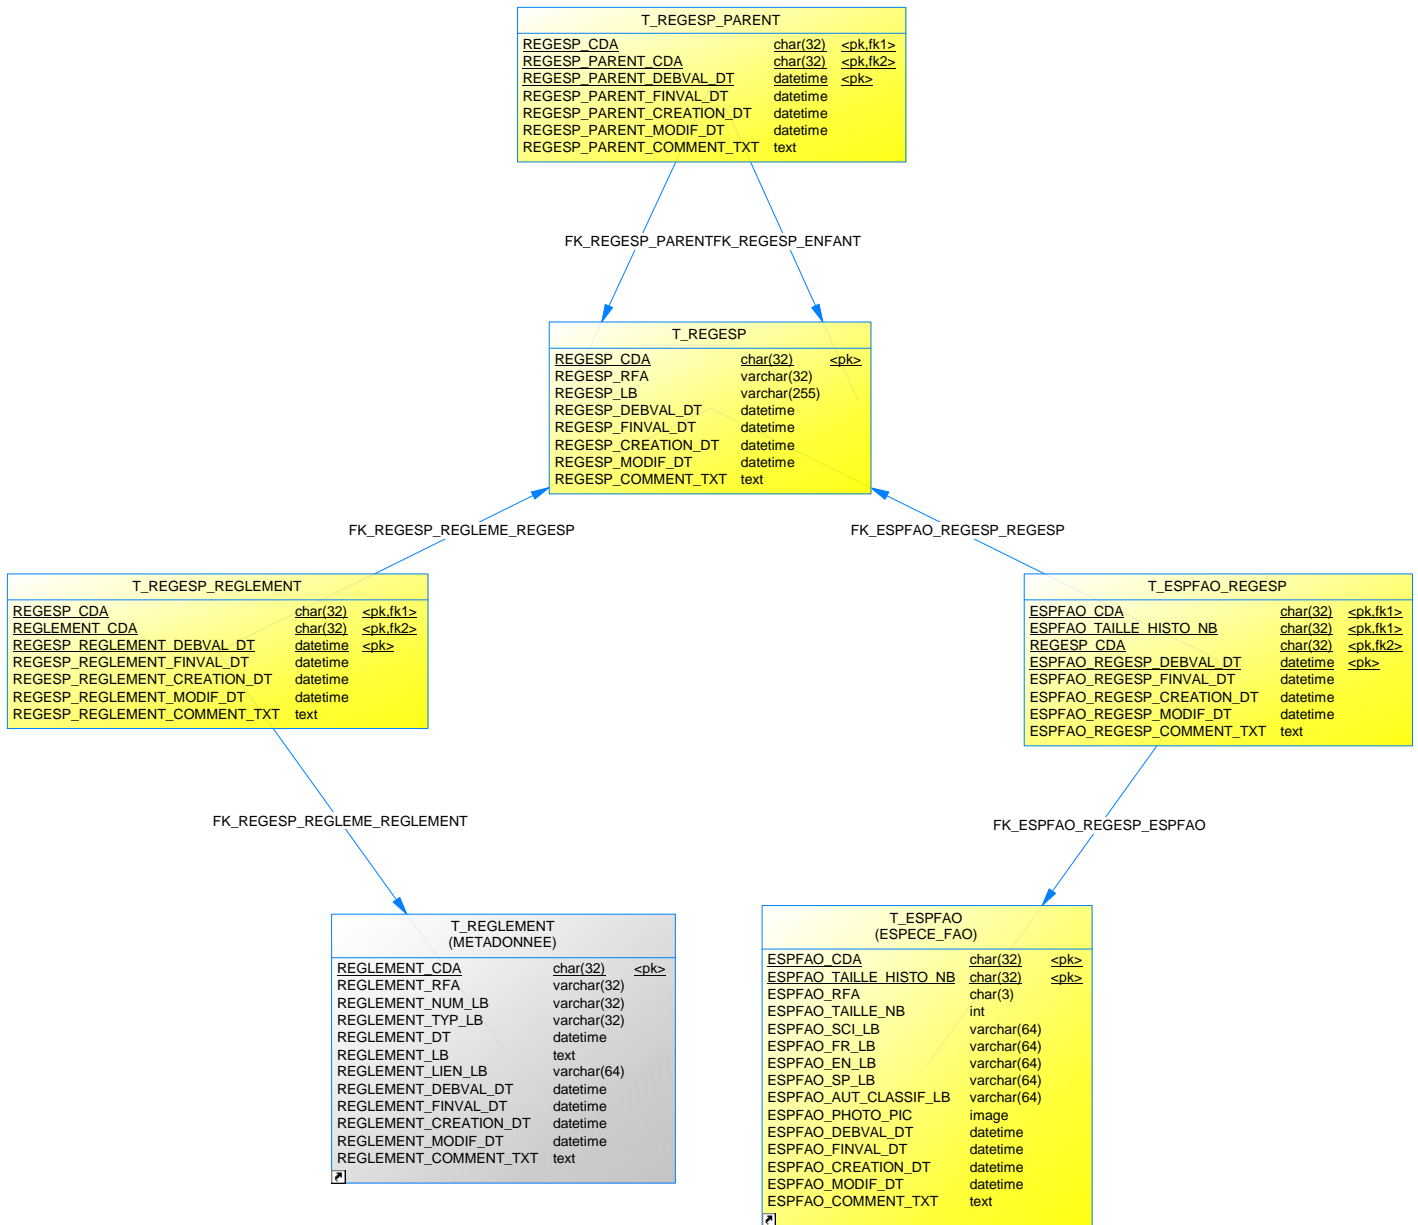 T_REGESP_PARENT
REGESP_CDA char(32) <pk,fk1>
REGESP_PARENT_CDA char(32) <pk,fk2>
REGESP_PARENT_DEBVAL_DT datetime <pk>
REGESP_PARENT_FINVAL_DT datetime
REGESP_PARENT_CREATION_DT datetime
REGESP_PARENT_MODIF_DT datetime
REGESP_PARENT_COMMENT_TXT text
FK_REGESP_PARENT
FK_REGESP_ENFANT
T_REGESP
REGESP_CDA char(32) <pk>
REGESP_RFA varchar(32)
REGESP_LB varchar(255)
REGESP_DEBVAL_DT datetime
REGESP_FINVAL_DT datetime
REGESP_CREATION_DT datetime
REGESP_MODIF_DT datetime
REGESP_COMMENT_TXT text
FK_REGESP_REGLEME_REGESP
FK_ESPFAO_REGESP_REGESP
T_REGESP_REGLEMENT
REGESP_CDA char(32) <pk,fk1>
REGLEMENT_CDA char(32) <pk,fk2>
REGESP_REGLEMENT_DEBVAL_DT datetime <pk>
REGESP_REGLEMENT_FINVAL_DT datetime
REGESP_REGLEMENT_CREATION_DT datetime
REGESP_REGLEMENT_MODIF_DT datetime
REGESP_REGLEMENT_COMMENT_TXT text
T_ESPFAO_REGESP
ESPFAO_CDA char(32) <pk,fk1>
ESPFAO_TAILLE_HISTO_NB char(32) <pk,fk1>
REGESP_CDA char(32) <pk,fk2>
ESPFAO_REGESP_DEBVAL_DT datetime <pk>
ESPFAO_REGESP_FINVAL_DT datetime
ESPFAO_REGESP_CREATION_DT datetime
ESPFAO_REGESP_MODIF_DT datetime
ESPFAO_REGESP_COMMENT_TXT text
FK_REGESP_REGLEME_REGLEMENT
FK_ESPFAO_REGESP_ESPFAO
T_REGLEMENT
(METADONNEE)
REGLEMENT_CDA char(32) <pk>
REGLEMENT_RFA varchar(32)
REGLEMENT_NUM_LB varchar(32)
REGLEMENT_TYP_LB varchar(32)
REGLEMENT_DT datetime
REGLEMENT_LB text
REGLEMENT_LIEN_LB varchar(64)
REGLEMENT_DEBVAL_DT datetime
REGLEMENT_FINVAL_DT datetime
REGLEMENT_CREATION_DT datetime
REGLEMENT_MODIF_DT datetime
REGLEMENT_COMMENT_TXT text
T_ESPFAO
(ESPECE_FAO)
ESPFAO_CDA char(32) <pk>
ESPFAO_TAILLE_HISTO_NB char(32) <pk>
ESPFAO_RFA char(3)
ESPFAO_TAILLE_NB int
ESPFAO_SCI_LB varchar(64)
ESPFAO_FR_LB varchar(64)
ESPFAO_EN_LB varchar(64)
ESPFAO_SP_LB varchar(64)
ESPFAO_AUT_CLASSIF_LB varchar(64)
ESPFAO_PHOTO_PIC image
ESPFAO_DEBVAL_DT datetime
ESPFAO_FINVAL_DT datetime
ESPFAO_CREATION_DT datetime
ESPFAO_MODIF_DT datetime
ESPFAO_COMMENT_TXT text